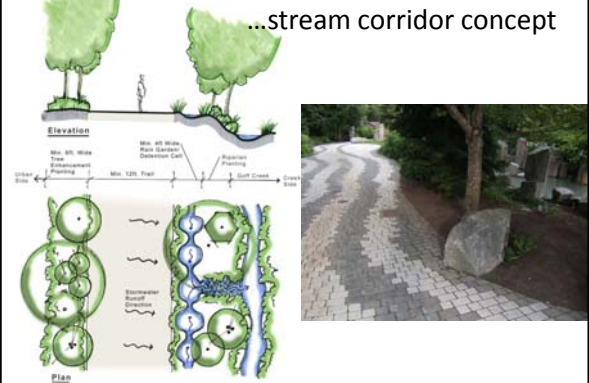 ...stream corridor concept
Elevation
Min. 6ft. Wide
Tree
Enhancement
Planting
Min. 4ft Wide
Rain Garden/
Detention Cell
Riparian
Planting
Urban
Side
Min. 12ft. Trail
Goff Creek
Creek
Side
Stormwater
Runoff
Direction
Plan